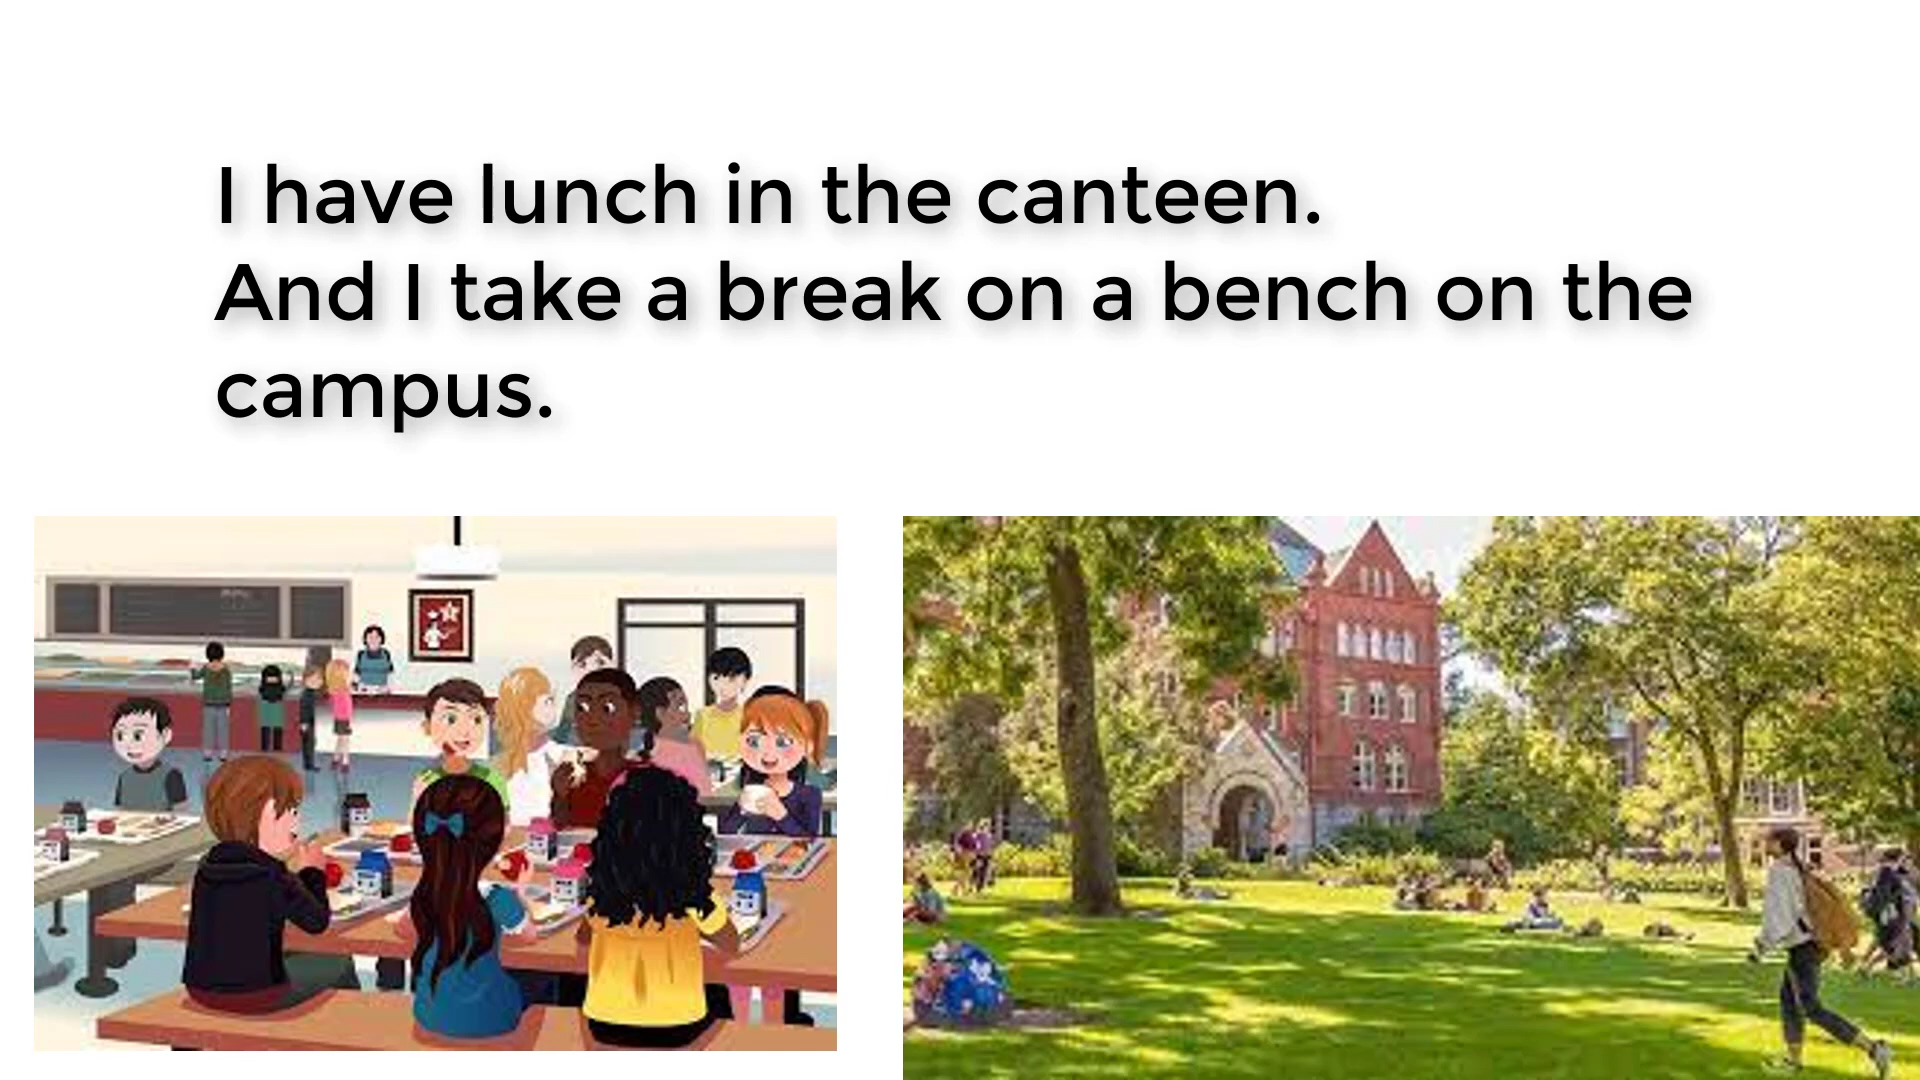 I have lunch in the canteen.
And I take a break on a bench on the
campus.